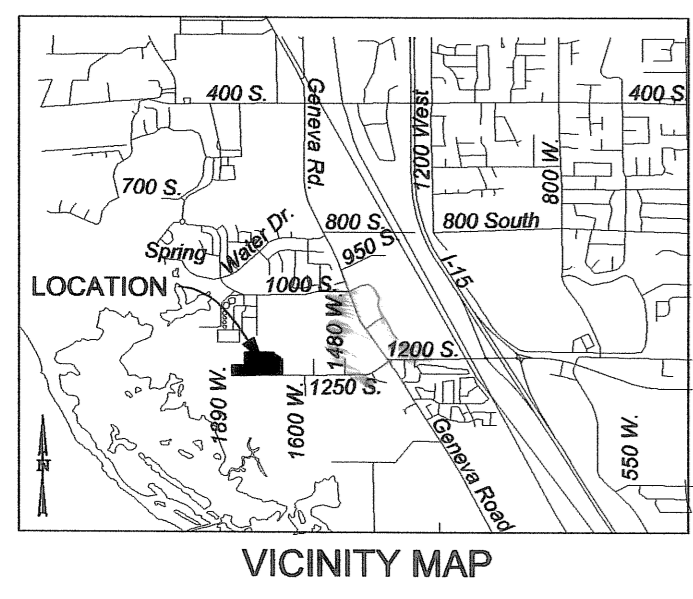 400 S.
400 S.
Geneva Rd.
1200 West
800 W.
700 S.
800 S.
800 South
Spring Water Dr.
950 S.
I-15
LOCATION
1000 S.
1480 W.
1200 S.
1250 S.
1890 W.
1600 W.
Geneva Road
550 W.
N
VICINITY MAP